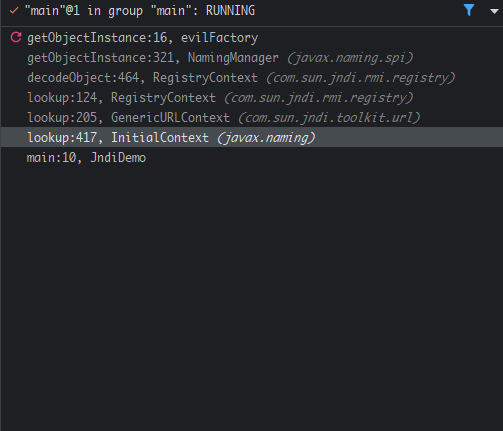 "main"@1 in group "main": RUNNING
getObjectInstance:16, evilFactory
getObjectInstance:321, NamingManager (javax.naming.spi)
decodeObject:464, RegistryContext (com.sun.jndi.rmi.registry)
lookup:124, RegistryContext (com.sun.jndi.rmi.registry)
lookup:205, GenericURLContext (com.sun.jndi.toolkit.url)
lookup:417, InitialContext (javax.naming)
main:10, JndiDemo